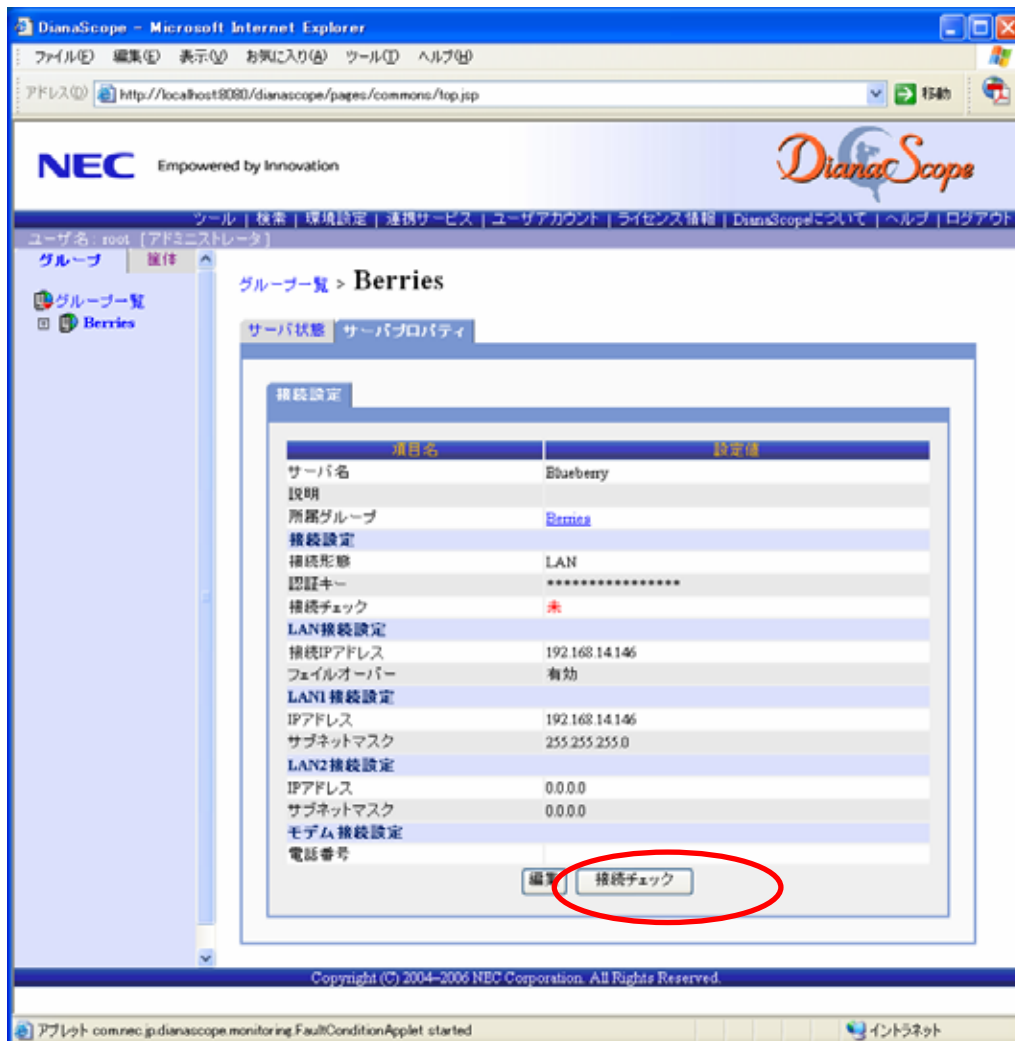 DianaScope - Microsoft Internet Explorer
ファイル(F) 編集(E) 表示(V) お気に入り(A) ツール(T) ヘルプ(H)
アドレス(D) http://localhost:8080/dianascope/pages/commons/top.jsp 移動
NEC Empowered by Innovation DianaScope
ツール | 検索 | 環境設定 | 連携サービス | ユーザアカウント | ライセンス情報 | DianaScopeについて | ヘルプ | ログアウト
ユーザ名 : root [アドミニストレータ]
グループ 筐体
グループ一覧
Berries
グループ一覧 > Berries
サーバ状態 サーバプロパティ
接続設定
項目名 設定値
サーバ名 Blueberry
説明
所属グループ Berries
接続設定
接続形態 LAN
認証キー ****************
接続チェック 未
LAN接続設定
接続IPアドレス 192.168.14.146
フェイルオーバー 有効
LAN1接続設定
IPアドレス 192.168.14.146
サブネットマスク 255.255.255.0
LAN2接続設定
IPアドレス 0.0.0.0
サブネットマスク 0.0.0.0
モデム接続設定
電話番号
編集 接続チェック
Copyright (C) 2004-2006 NEC Corporation. All Rights Reserved.
アプレット com.nec.jp.dianascope.monitoring.FaultConditionApplet started イントラネット